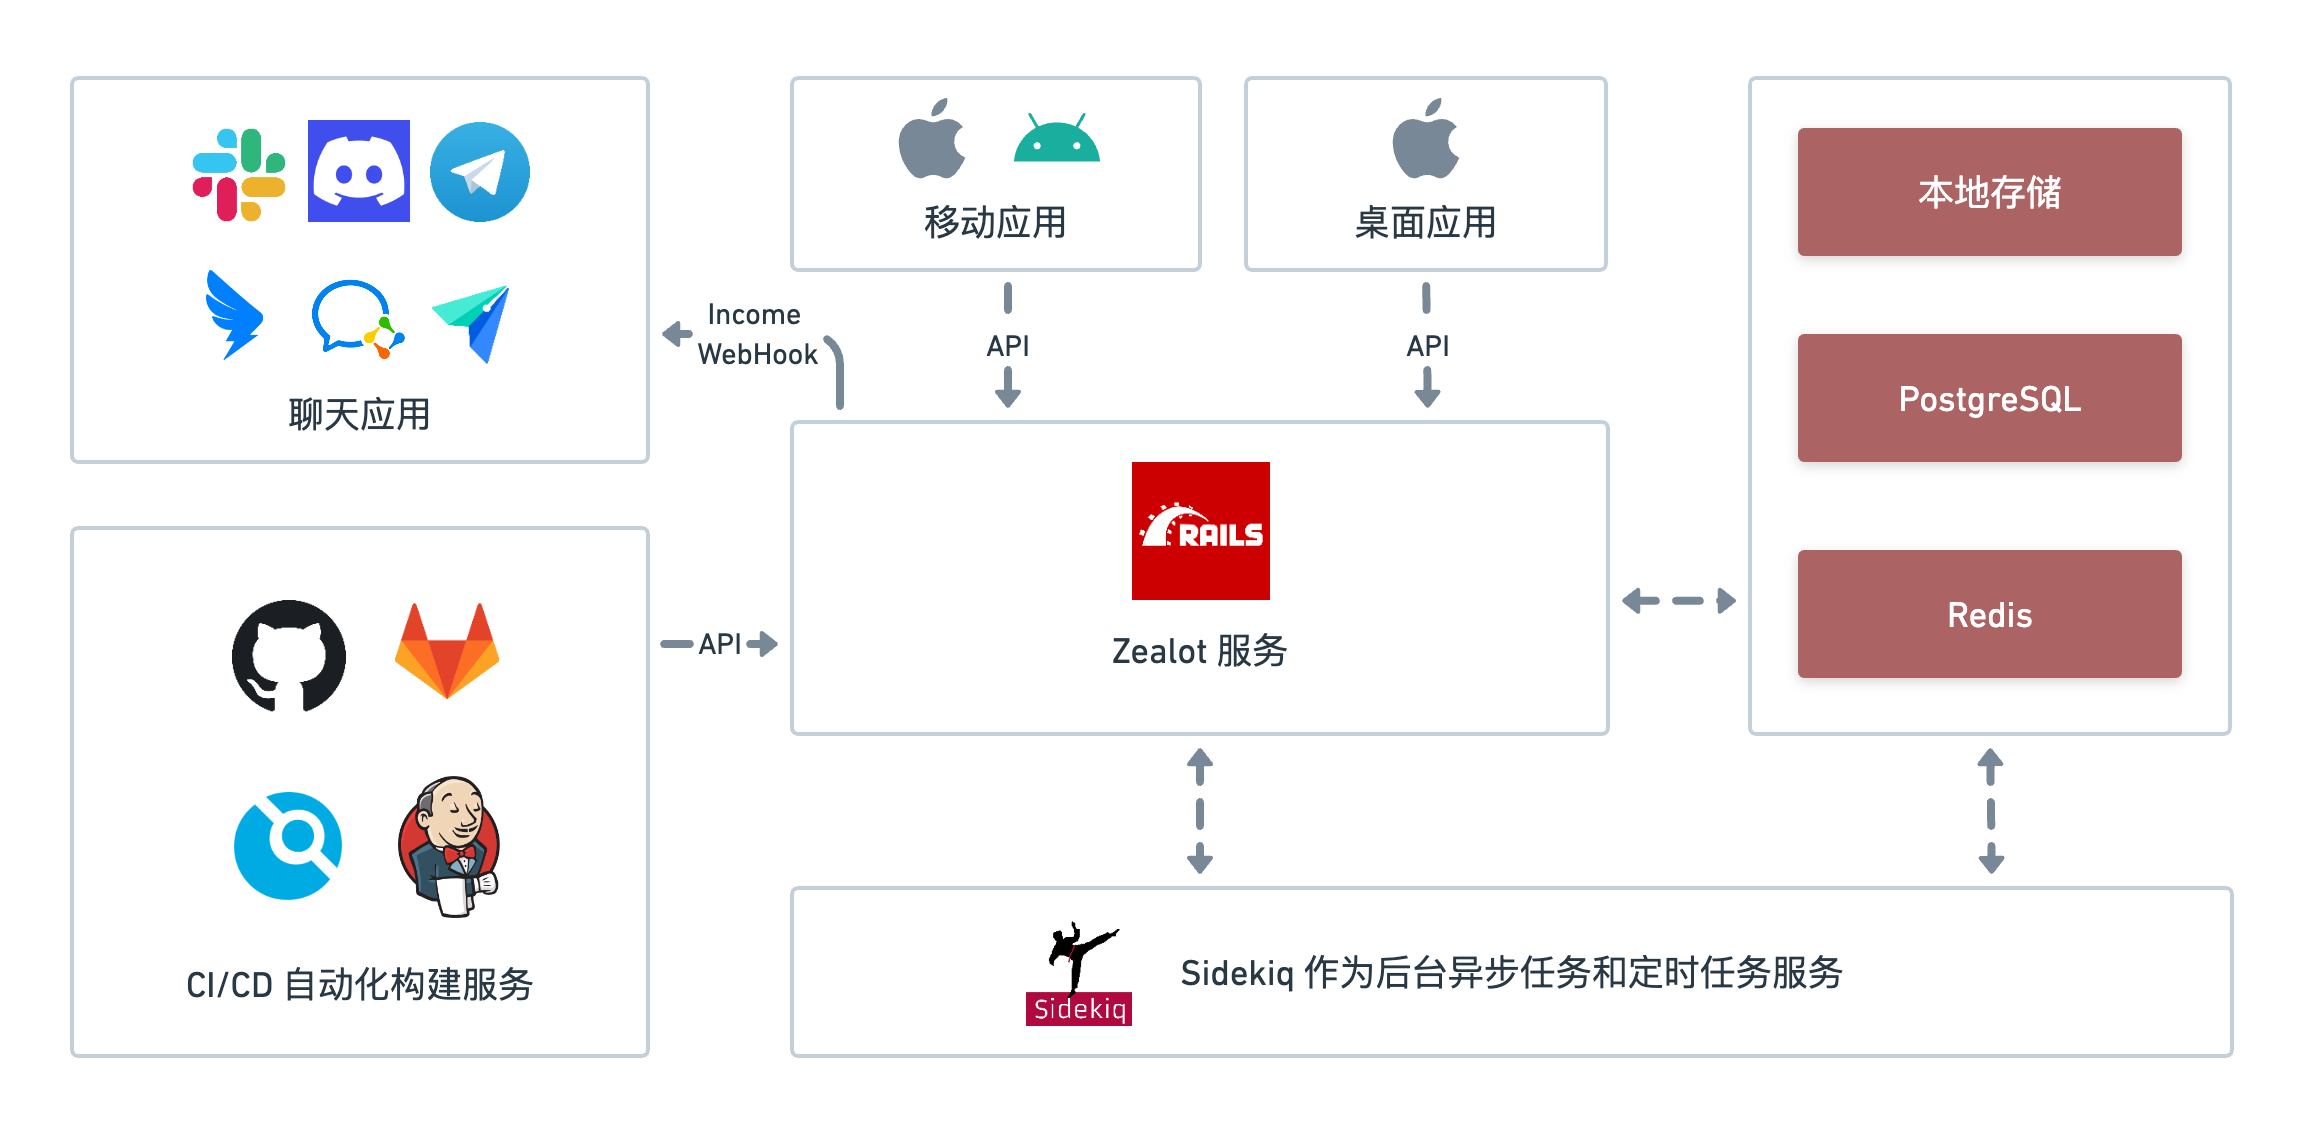 聊天应用
Income
WebHook
移动应用
API
桌面应用
API
本地存储
PostgreSQL
Redis
RAILS
Zealot 服务
API
CI/CD 自动化构建服务
Sidekiq
Sidekiq 作为后台异步任务和定时任务服务